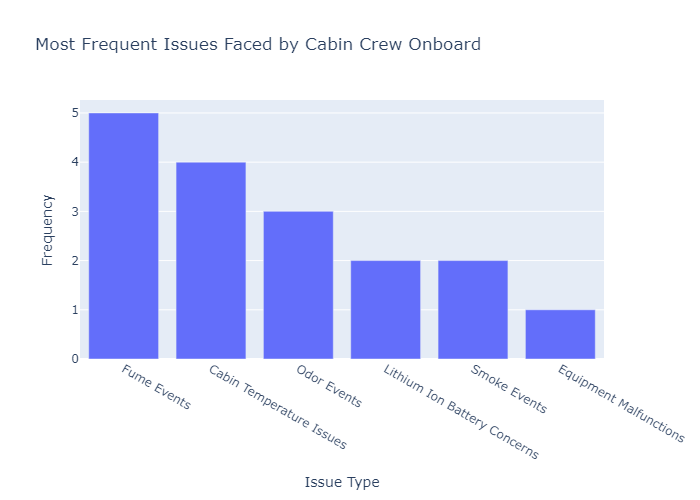 Most Frequent Issues Faced by Cabin Crew Onboard
Frequency
5
4
3
2
1
0
Fume Events
Cabin Temperature Issues
Odor Events
Lithium Ion Battery Concerns
Smoke Events
Equipment Malfunctions
Issue Type